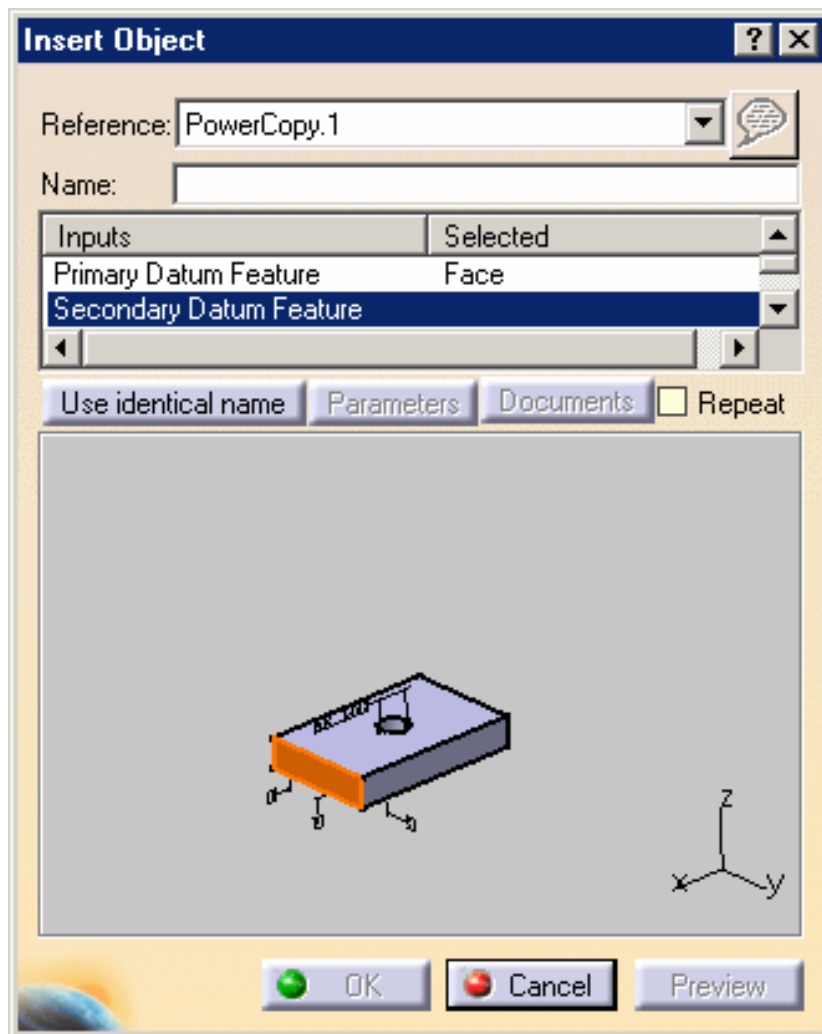 Insert Object ?
Reference: PowerCopy.1
Name:
Inputs Selected
Primary Datum Feature Face
Secondary Datum Feature
Use identical name Parameters Documents Repeat
z
x y
OK Cancel Preview